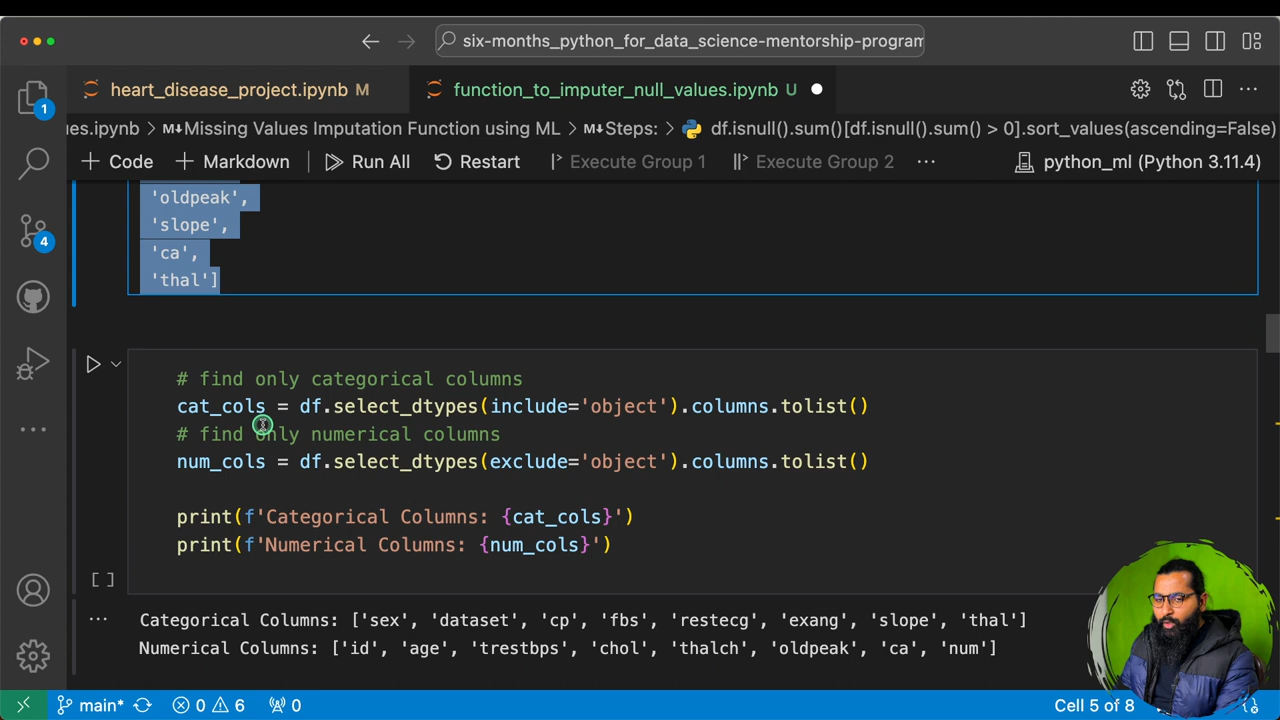 six-months_python_for_data_science-mentorship-program
heart_disease_project.ipynb M
function_to_imputer_null_values.ipynb U
1
ues.ipynb > M↓Missing Values Imputation Function using ML > M↓Steps: > df.isnull().sum()[df.isnull().sum() > 0].sort_values(ascending=False)
+ Code + Markdown Run All Restart Execute Group 1 Execute Group 2 ... python_ml (Python 3.11.4)
'oldpeak',
'slope',
4
'ca',
'thal']
# find only categorical columns
cat_cols = df.select_dtypes(include='object').columns.tolist()
# find only numerical columns
num_cols = df.select_dtypes(exclude='object').columns.tolist()
print(f'Categorical Columns: {cat_cols}')
print(f'Numerical Columns: {num_cols}')
[ ]
... Categorical Columns: ['sex', 'dataset', 'cp', 'fbs', 'restecg', 'exang', 'slope', 'thal']
Numerical Columns: ['id', 'age', 'trestbps', 'chol', 'thalch', 'oldpeak', 'ca', 'num']
main* 0 6 0 Cell 5 of 8